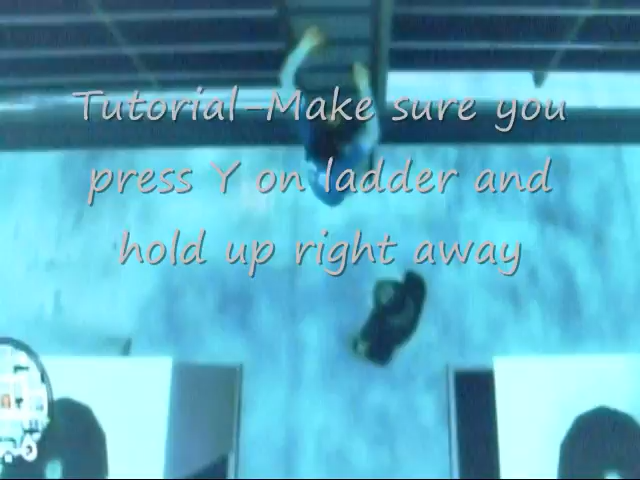 Tutorial-Make sure you
press Y on ladder and
hold up right away